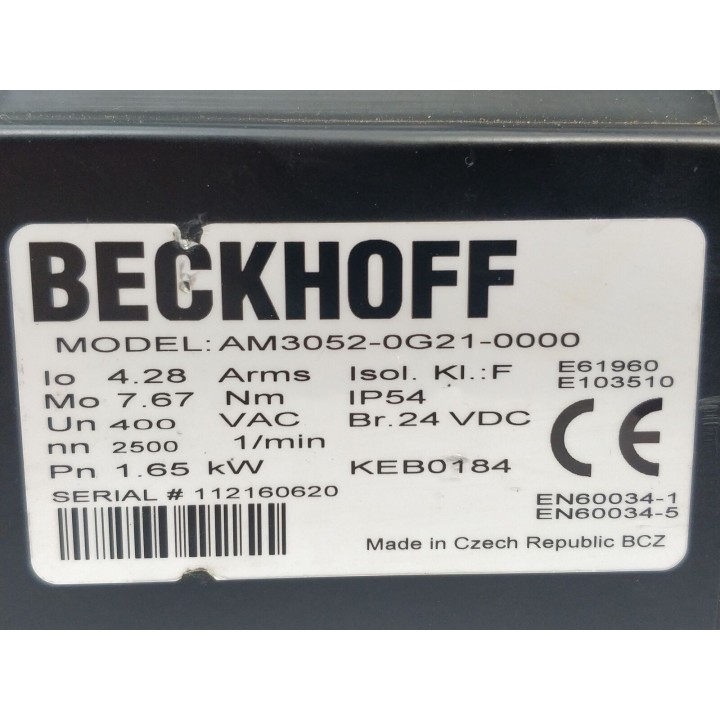 BECKHOFF
MODEL: AM3052-0G21-0000
Io 4.28 Arms Isol. Kl.:F E61960
Mo 7.67 Nm IP54 E103510
Un 400 VAC Br. 24 VDC CE
nn 2500 1/min
Pn 1.65 kW KEB0184
SERIAL # 112160620 EN60034-1
EN60034-5
Made in Czech Republic BCZ